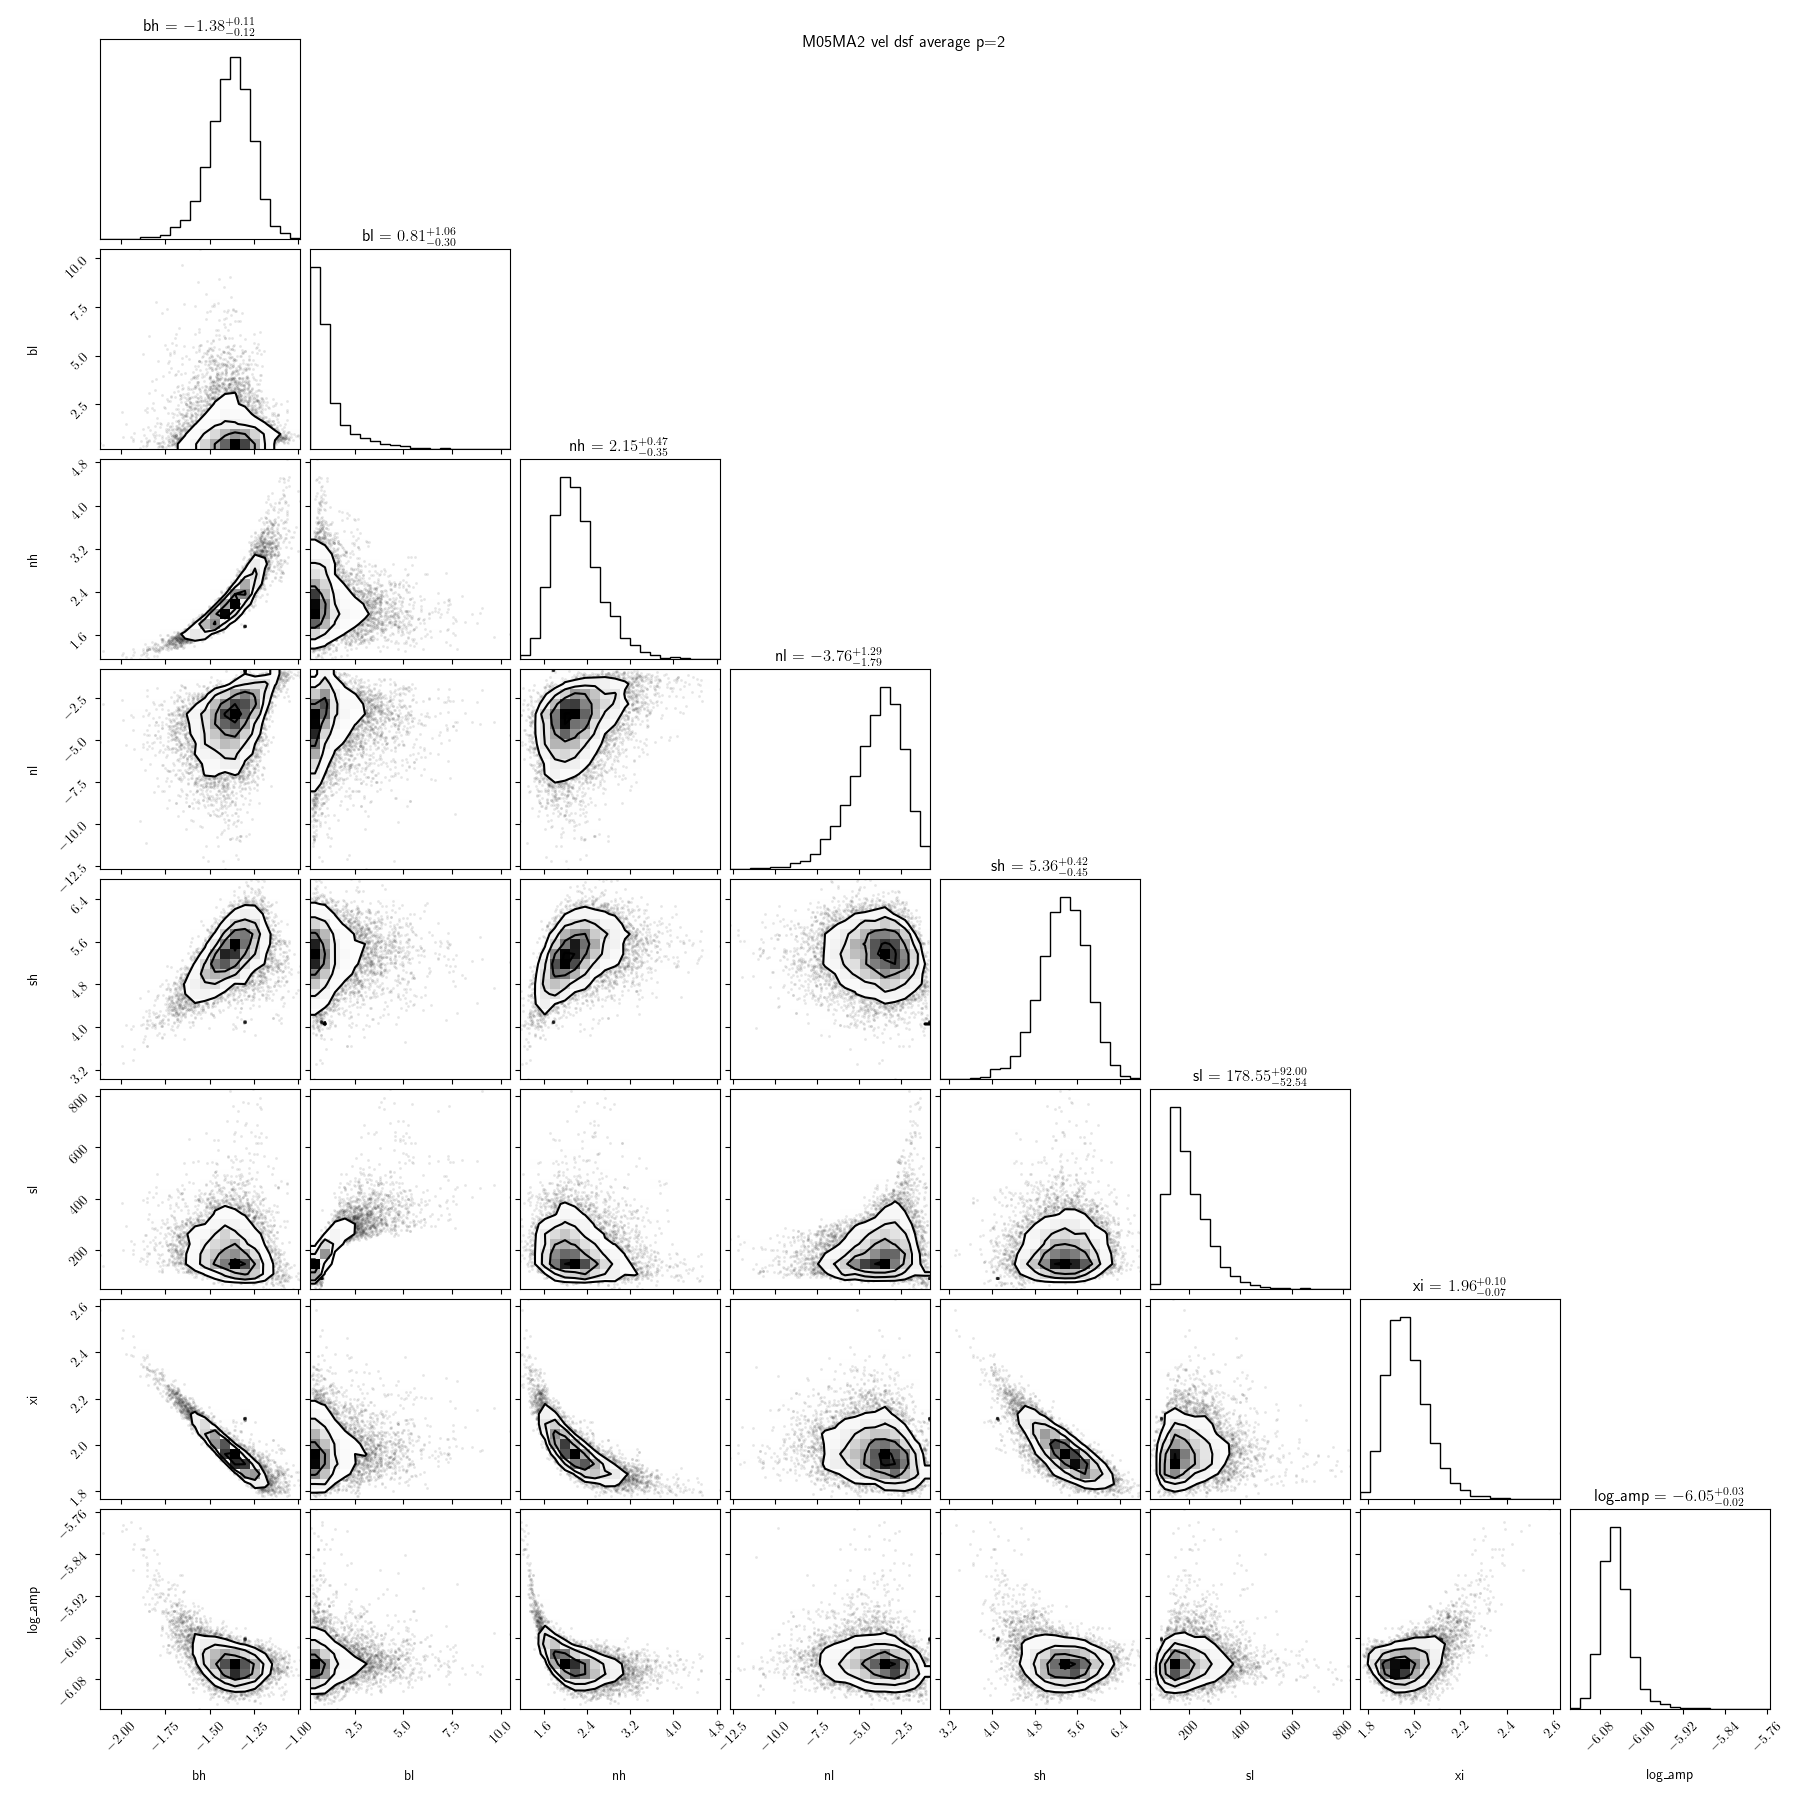 M05MA2 vel dsf average p=2
bh = −1.38+0.11−0.12
bl = 0.81+1.06−0.30
10.0
7.5
5.0
2.5
bl
nh = 2.15+0.47−0.35
4.8
4.0
3.2
2.4
1.6
nh
nl = −3.76+1.29−1.79
−2.5
−5.0
−7.5
−10.0
−12.5
nl
sh = 5.36+0.42−0.45
6.4
5.6
4.8
4.0
3.2
sh
sl = 178.55+92.00−52.54
800
600
400
200
sl
xi = 1.96+0.10−0.07
2.6
2.4
2.2
2.0
1.8
xi
log_amp = −6.05+0.03−0.02
−5.76
−5.84
−5.92
−6.00
−6.08
log_amp
−2.00 −1.75 −1.50 −1.25 −1.00 2.5 5.0 7.5 10.0 1.6 2.4 3.2 4.0 4.8 −12.5 −10.0 −7.5 −5.0 −2.5 3.2 4.0 4.8 5.6 6.4 200 400 600 800 1.8 2.0 2.2 2.4 2.6 −6.08 −6.00 −5.92 −5.84 −5.76
bh bl nh nl sh sl xi log_amp